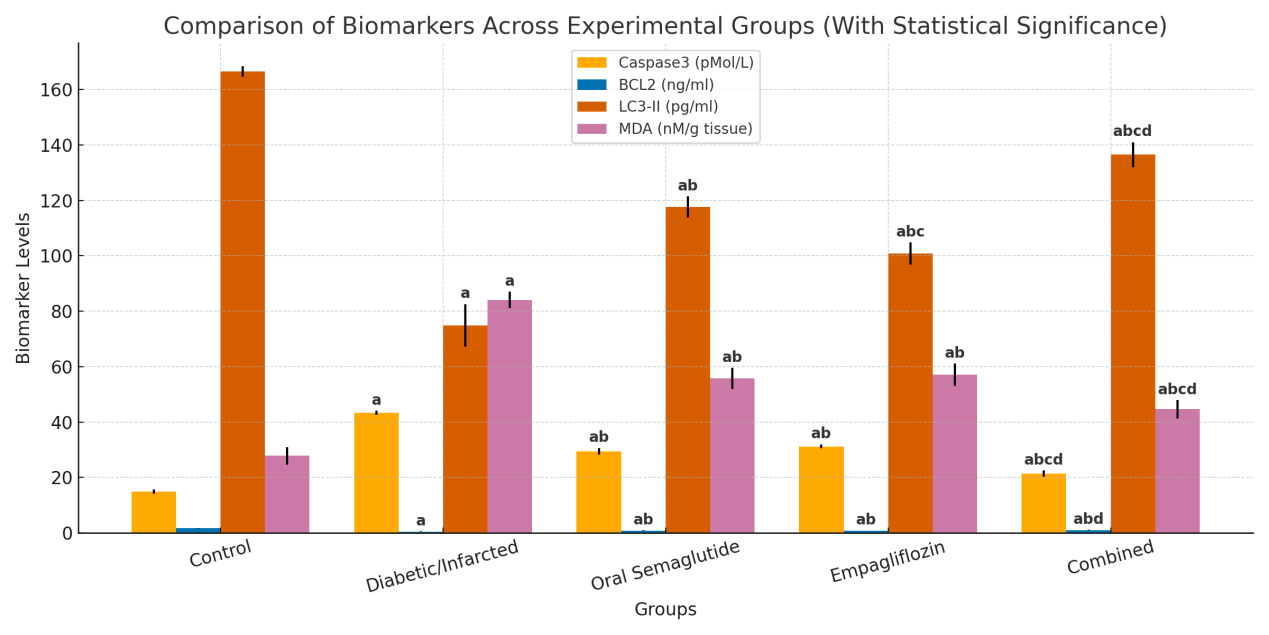 Comparison of Biomarkers Across Experimental Groups (With Statistical Significance)
Caspase3 (pMol/L)
BCL2 (ng/ml)
LC3-II (pg/ml)
MDA (nM/g tissue)
Biomarker Levels
160
140
120
100
80
60
40
20
0
a
a
a
a
ab
ab
ab
ab
ab
ab
abc
ab
abcd
abd
abcd
abcd
Control
Diabetic/Infarcted
Oral Semaglutide
Empagliflozin
Combined
Groups